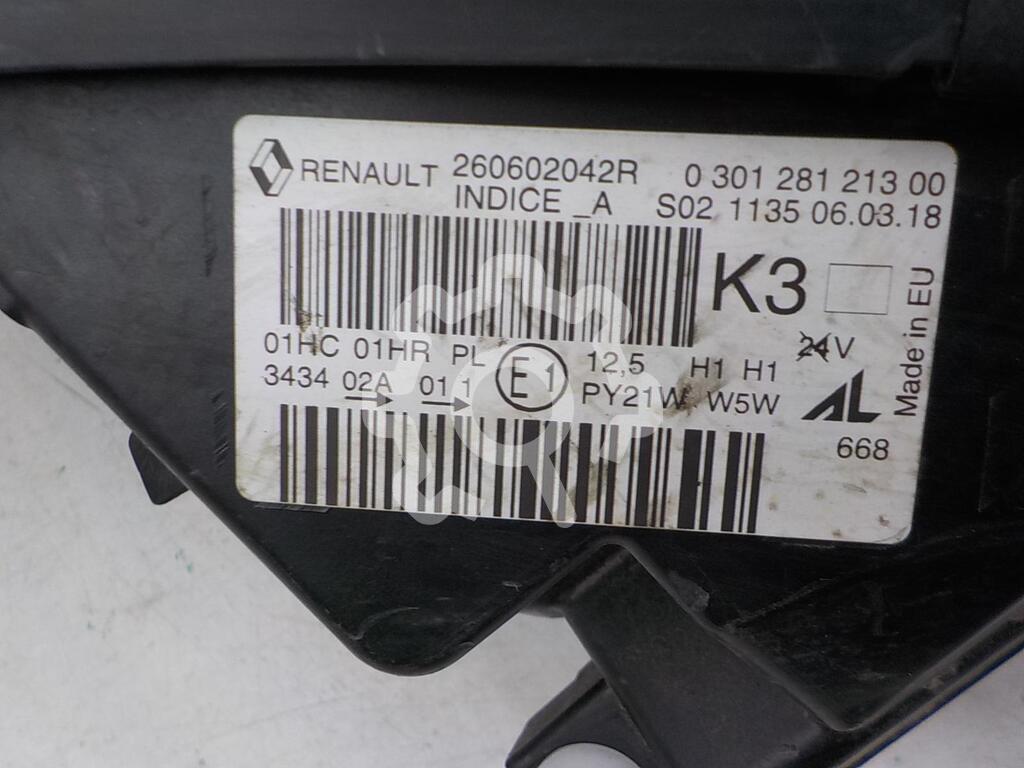 RENAULT 260602042R 0 301 281 213 00
INDICE _A S02 1135 06.03.18
K3
01HC 01HR PL E1 12,5 H1 H1 24V
3434 02A 01 1 PY21W W5W AL
668
Made in EU